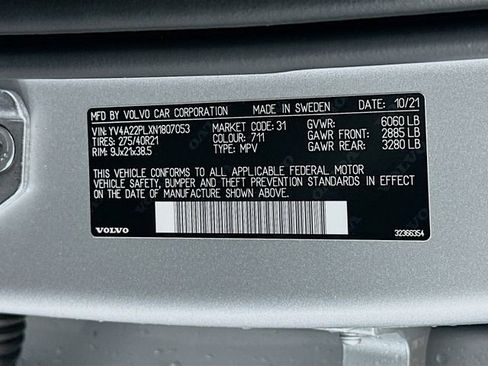 MFD BY VOLVO CAR CORPORATION MADE IN SWEDEN 10/21
VIN: YV4A22PLXN1807053 MARKET CODE: 31 GVWR: 6060 LB
TIRES: 275/40R21 COLOUR: 711 GAWR FRONT: 2885 LB
RIM: 9Jx21x38.5 TYPE: MPV GAWR REAR: 3280 LB
THIS VEHICLE CONFORMS TO ALL APPLICABLE FEDERAL MOTOR
VEHICLE SAFETY, BUMPER AND THEFT PREVENTION STANDARDS IN EFFECT
ON THE DATE OF MANUFACTURE SHOWN ABOVE.
VOLVO 32366354